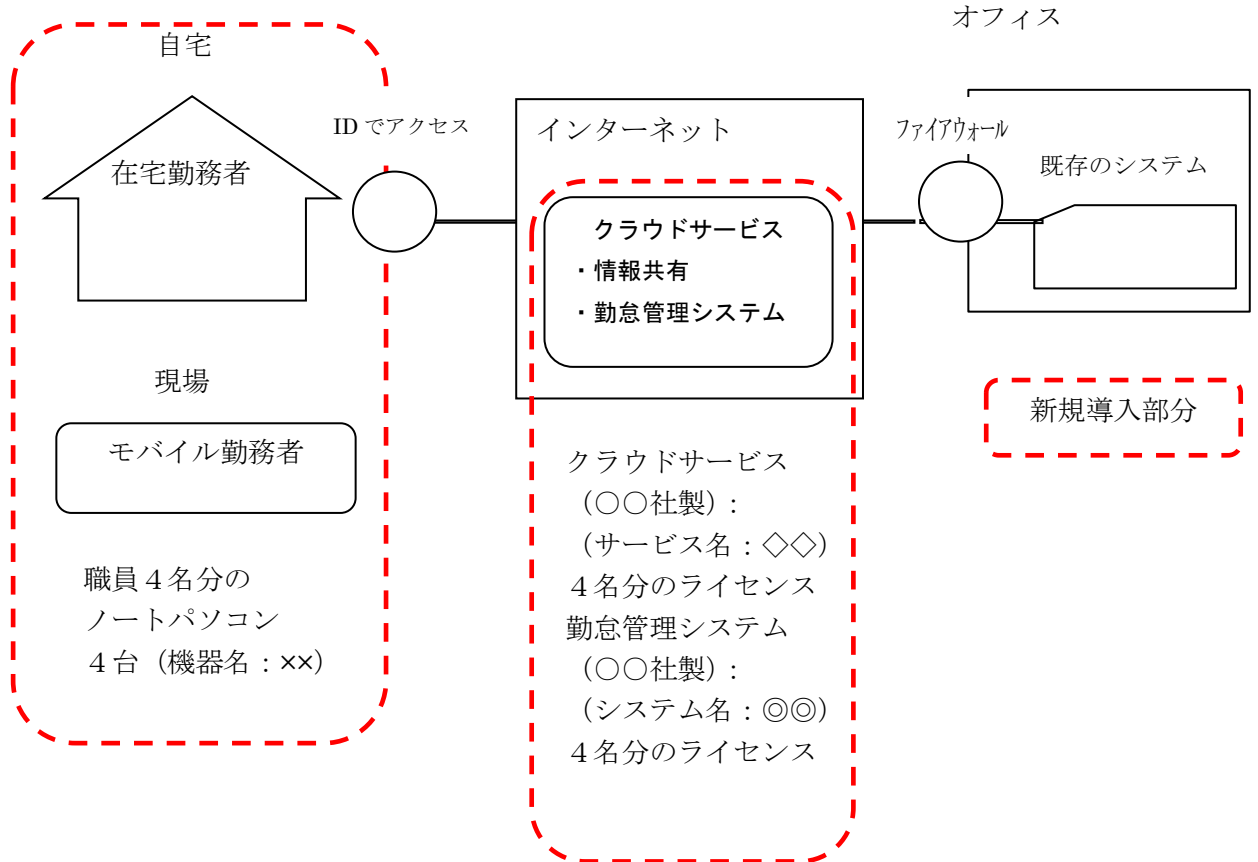 自宅
在宅勤務者
現場
モバイル勤務者
職員４名分の
ノートパソコン
４台（機器名：××）
ID でアクセス
インターネット
クラウドサービス
・情報共有
・勤怠管理システム
クラウドサービス
（○○社製）：
（サービス名：◇◇）
４名分のライセンス
勤怠管理システム
（○○社製）：
（システム名：◎◎）
４名分のライセンス
オフィス
ﾌｧｲｱｳｫｰﾙ
既存のシステム
新規導入部分